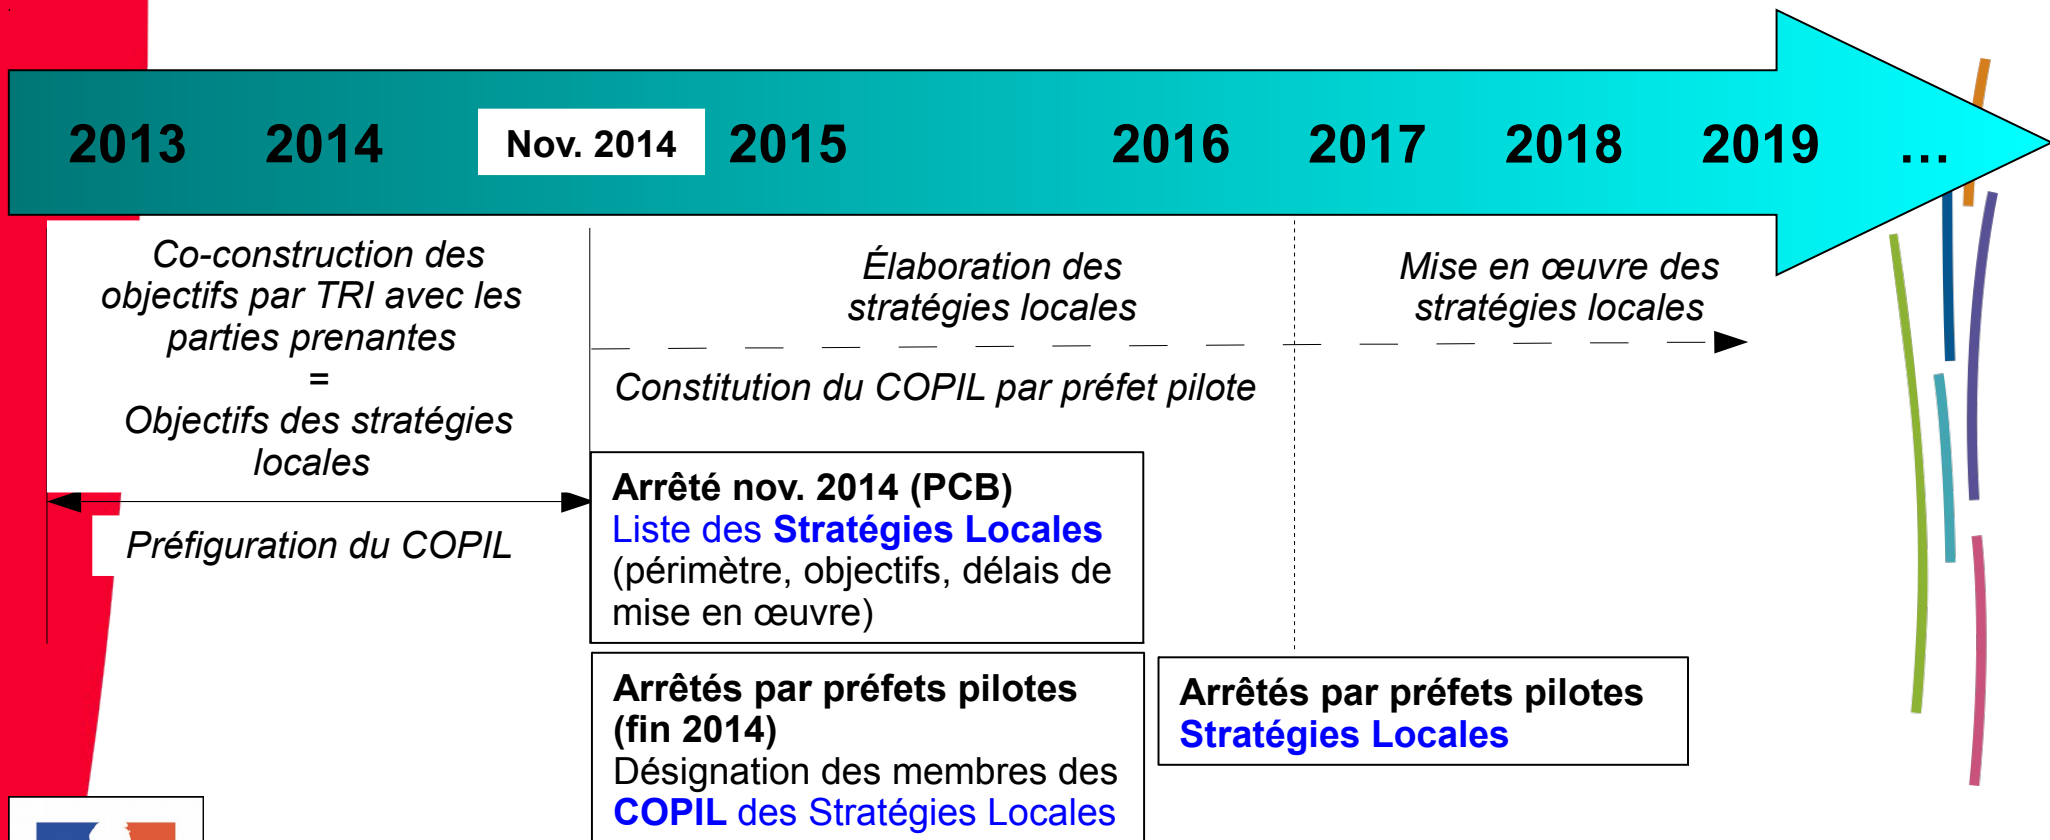 2013 2014 Nov. 2014 2015 2016 2017 2018 2019 ...
Co-construction des
objectifs par TRI avec les
parties prenantes
=
Objectifs des stratégies
locales
Préfiguration du COPIL
Élaboration des
stratégies locales
Mise en œuvre des
stratégies locales
Constitution du COPIL par préfet pilote
Arrêté nov. 2014 (PCB)
Liste des Stratégies Locales
(périmètre, objectifs, délais de
mise en œuvre)
Arrêtés par préfets pilotes
(fin 2014)
Désignation des membres des
COPIL des Stratégies Locales
Arrêtés par préfets pilotes
Stratégies Locales